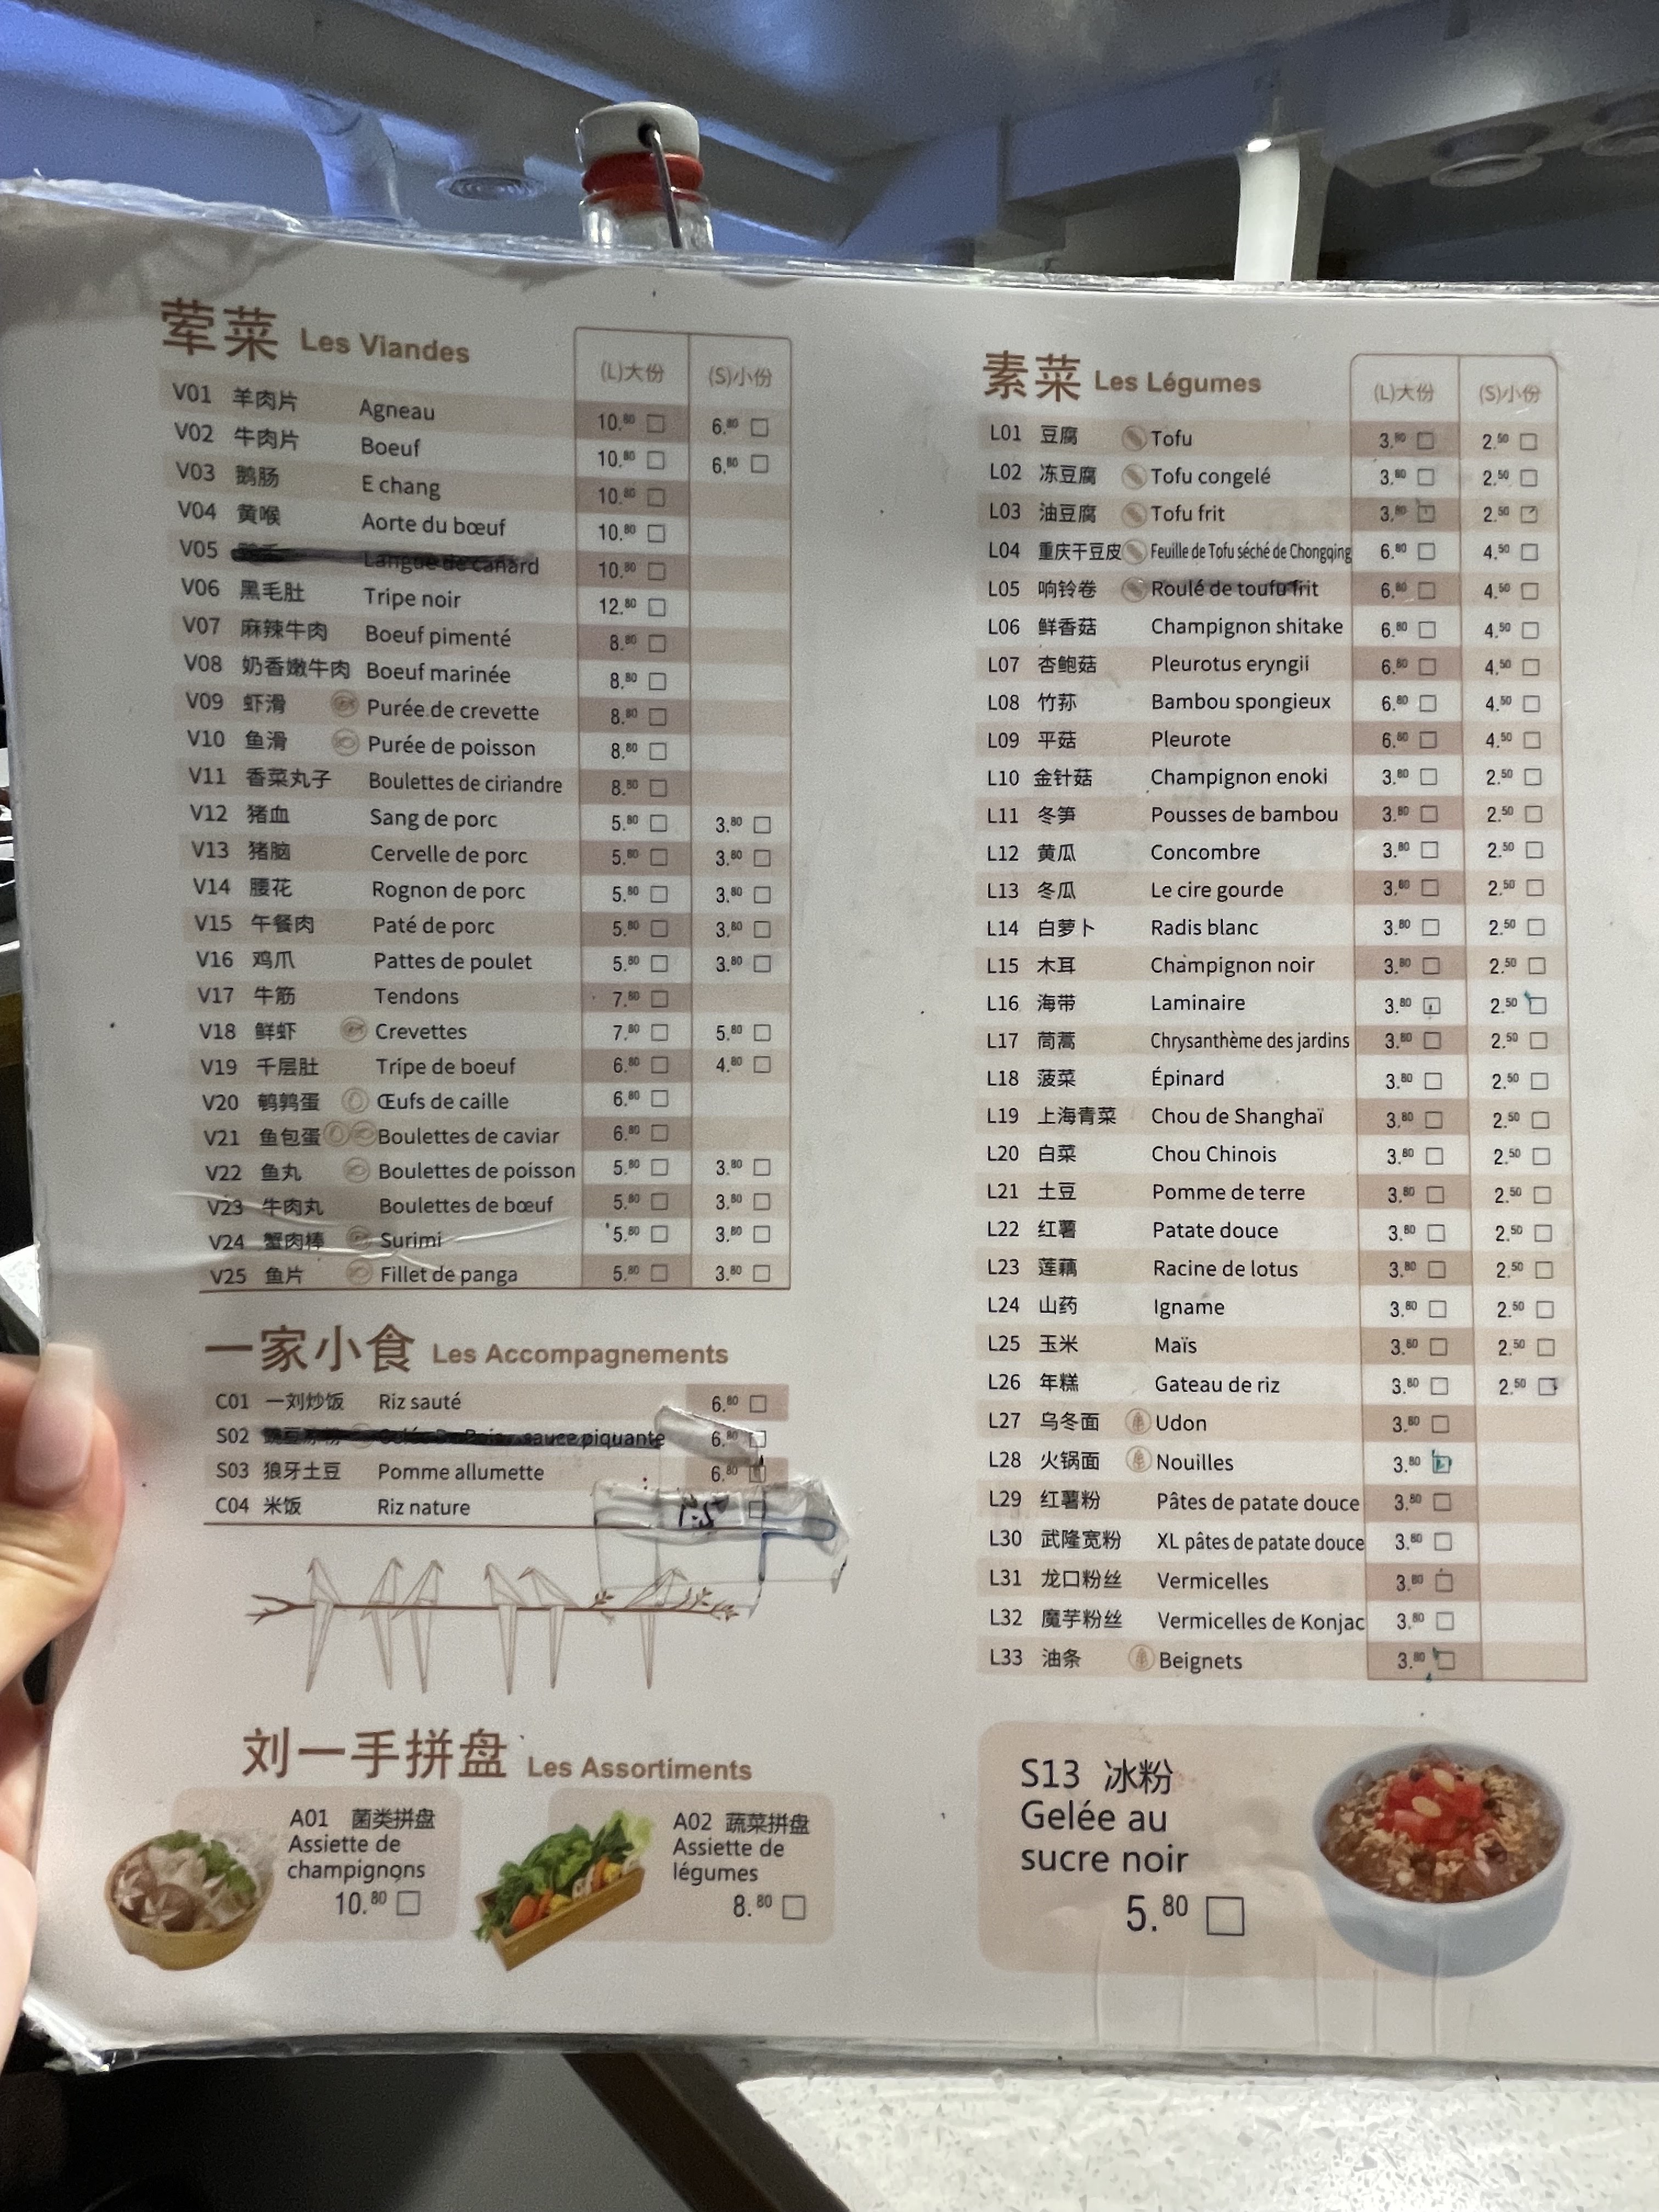 荤菜 Les Viandes (L)大份 (S)小份
V01 羊肉片 Agneau 10.80 6.80
V02 牛肉片 Boeuf 10.80 6.80
V03 鹅肠 E chang 10.80
V04 黄喉 Aorte du bœuf 10.80
V05 Langue de canard 10.80
V06 黑毛肚 Tripe noir 12.80
V07 麻辣牛肉 Boeuf pimenté 8.80
V08 奶香嫩牛肉 Boeuf marinée 8.80
V09 虾滑 Purée de crevette 8.80
V10 鱼滑 Purée de poisson 8.80
V11 香菜丸子 Boulettes de ciriandre 8.80
V12 猪血 Sang de porc 5.80 3.80
V13 猪脑 Cervelle de porc 5.80 3.80
V14 腰花 Rognon de porc 5.80 3.80
V15 午餐肉 Paté de porc 5.80 3.80
V16 鸡爪 Pattes de poulet 5.80 3.80
V17 牛筋 Tendons 7.80
V18 鲜虾 Crevettes 7.80 5.80
V19 千层肚 Tripe de boeuf 6.80 4.80
V20 鹌鹑蛋 Œufs de caille 6.80
V21 鱼包蛋 Boulettes de caviar 6.80
V22 鱼丸 Boulettes de poisson 5.80 3.80
V23 牛肉丸 Boulettes de bœuf 5.80 3.80
V24 蟹肉棒 Surimi 5.80 3.80
V25 鱼片 Fillet de panga 5.80 3.80
一家小食 Les Accompagnements
C01 一刘炒饭 Riz sauté 6.80
S02 sauce piquante 6.80
S03 狼牙土豆 Pomme allumette 6.80
C04 米饭 Riz nature
刘一手拼盘 Les Assortiments
A01 菌类拼盘
Assiette de
champignons
10.80
A02 蔬菜拼盘
Assiette de
légumes
8.80
素菜 Les Légumes (L)大份 (S)小份
L01 豆腐 Tofu 3.80 2.50
L02 冻豆腐 Tofu congelé 3.80 2.50
L03 油豆腐 Tofu frit 3.80 2.50
L04 重庆干豆皮 Feuille de Tofu séché de Chongqing 6.80 4.50
L05 响铃卷 Roulé de toufu frit 6.80 4.50
L06 鲜香菇 Champignon shitake 6.80 4.50
L07 杏鲍菇 Pleurotus eryngii 6.80 4.50
L08 竹荪 Bambou spongieux 6.80 4.50
L09 平菇 Pleurote 6.80 4.50
L10 金针菇 Champignon enoki 3.80 2.50
L11 冬笋 Pousses de bambou 3.80 2.50
L12 黄瓜 Concombre 3.80 2.50
L13 冬瓜 Le cire gourde 3.80 2.50
L14 白萝卜 Radis blanc 3.80 2.50
L15 木耳 Champignon noir 3.80 2.50
L16 海带 Laminaire 3.80 2.50
L17 茼蒿 Chrysanthème des jardins 3.80 2.50
L18 菠菜 Épinard 3.80 2.50
L19 上海青菜 Chou de Shanghaï 3.80 2.50
L20 白菜 Chou Chinois 3.80 2.50
L21 土豆 Pomme de terre 3.80 2.50
L22 红薯 Patate douce 3.80 2.50
L23 莲藕 Racine de lotus 3.80 2.50
L24 山药 Igname 3.80 2.50
L25 玉米 Maïs 3.80 2.50
L26 年糕 Gateau de riz 3.80 2.50
L27 乌冬面 Udon 3.80
L28 火锅面 Nouilles 3.80
L29 红薯粉 Pâtes de patate douce 3.80
L30 武隆宽粉 XL pâtes de patate douce 3.80
L31 龙口粉丝 Vermicelles 3.80
L32 魔芋粉丝 Vermicelles de Konjac 3.80
L33 油条 Beignets 3.80
S13 冰粉
Gelée au
sucre noir
5.80